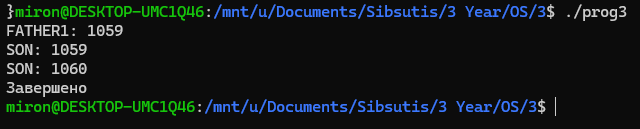 }miron@DESKTOP-UMC1Q46:/mnt/u/Documents/Sibsutis/3 Year/OS/3$ ./prog3
FATHER1: 1059
SON: 1059
SON: 1060
Завершено
miron@DESKTOP-UMC1Q46:/mnt/u/Documents/Sibsutis/3 Year/OS/3$